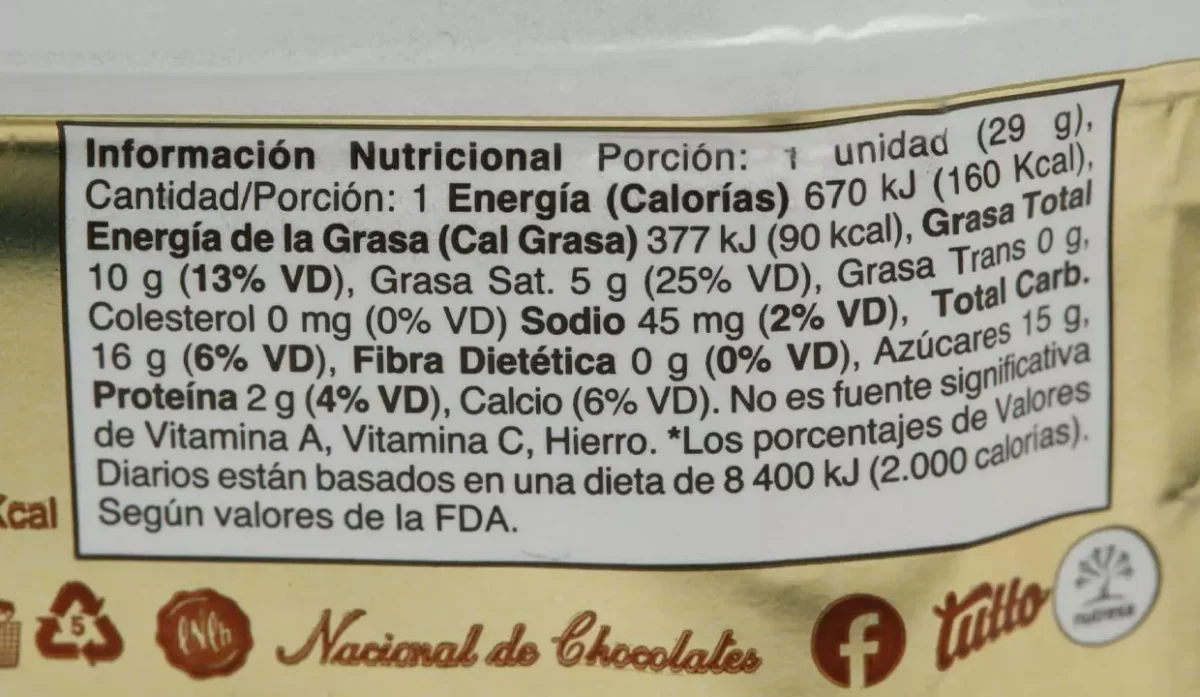 Información Nutricional Porción: 1 unidad (29 g),
Cantidad/Porción: 1 Energía (Calorías) 670 kJ (160 Kcal),
Energía de la Grasa (Cal Grasa) 377 kJ (90 kcal), Grasa Total
10 g (13% VD), Grasa Sat. 5 g (25% VD), Grasa Trans 0 g,
Colesterol 0 mg (0% VD) Sodio 45 mg (2% VD), Total Carb.
16 g (6% VD), Fibra Dietética 0 g (0% VD), Azúcares 15 g,
Proteína 2 g (4% VD), Calcio (6% VD). No es fuente significativa
de Vitamina A, Vitamina C, Hierro. *Los porcentajes de Valores
Diarios están basados en una dieta de 8 400 kJ (2.000 calorías).
Según valores de la FDA.
Kcal
5
Nacional de Chocolates
f
Tutto
nutresa